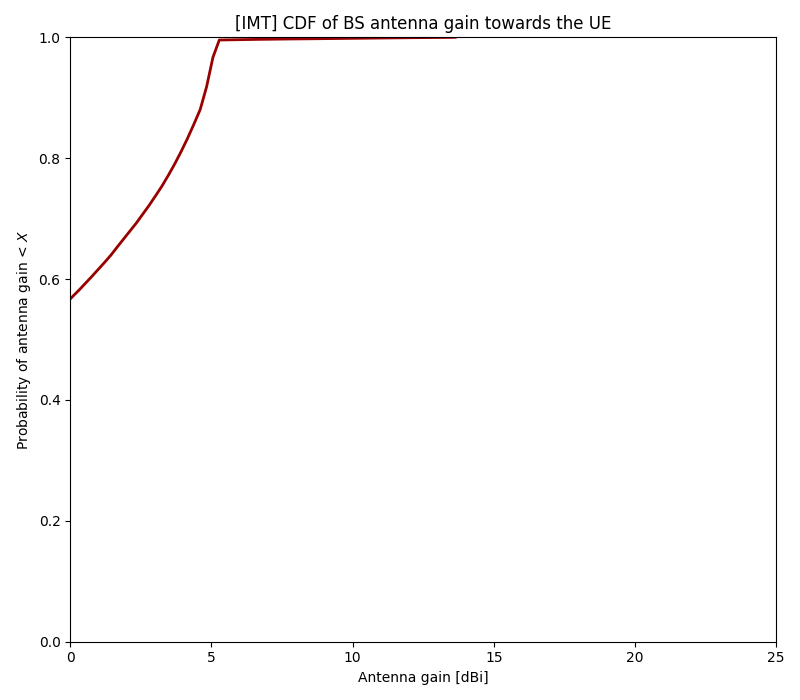 [IMT] CDF of BS antenna gain towards the UE
Probability of antenna gain < X
1.0
0.8
0.6
0.4
0.2
0.0
0 5 10 15 20 25
Antenna gain [dBi]